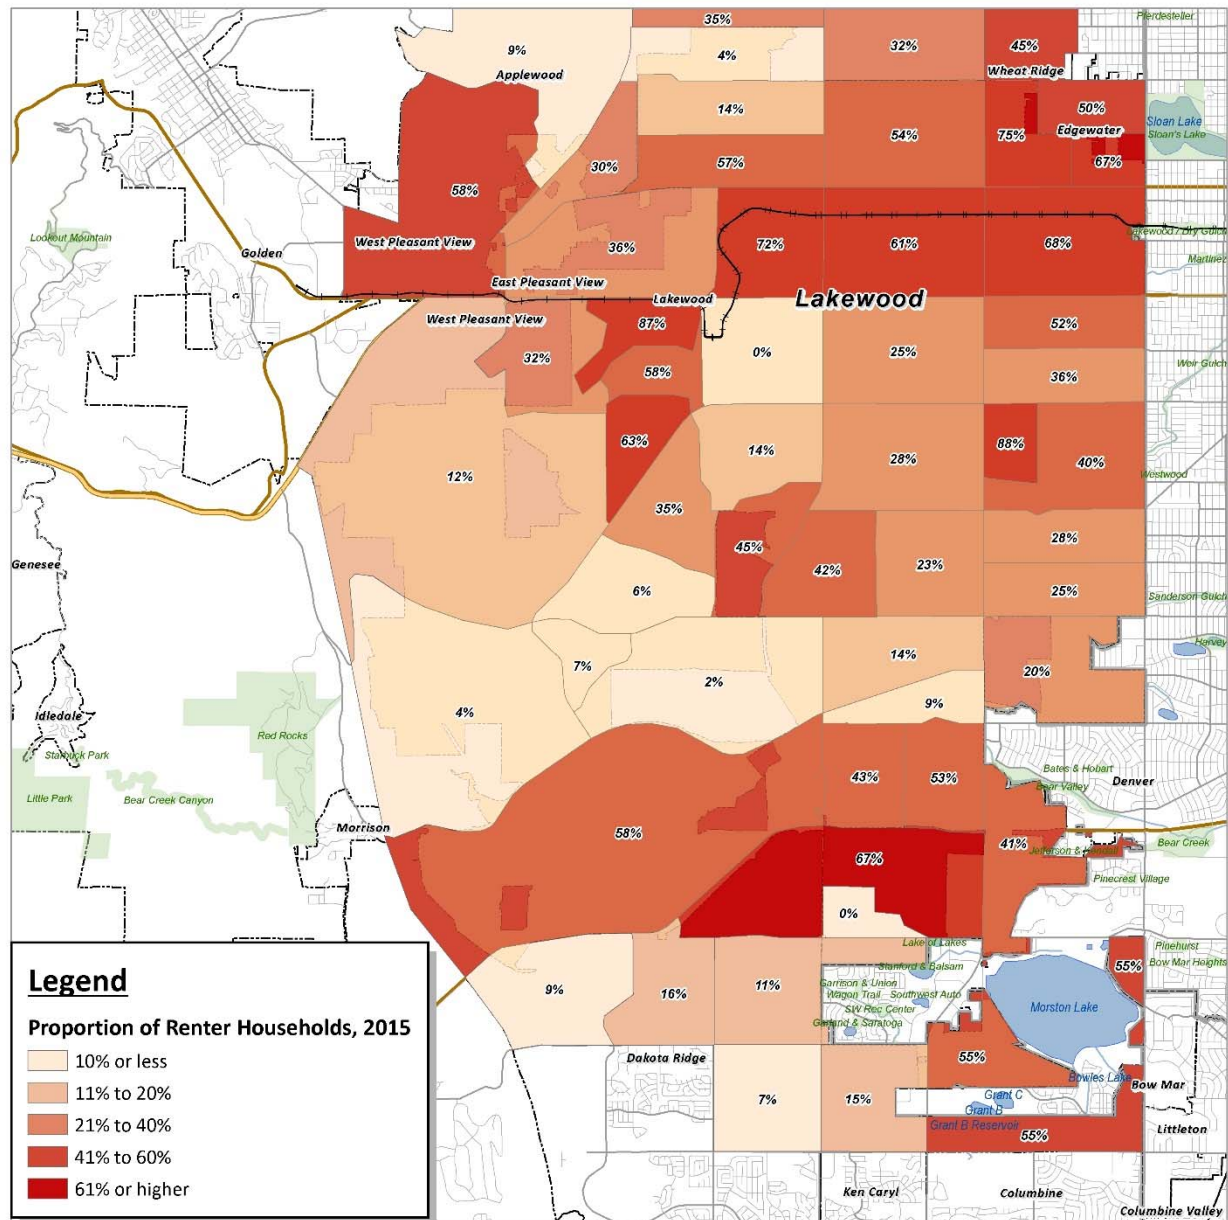 35%
Pferdesteller
9%
Applewood
4%
32%
45%
Wheat Ridge
14%
50%
Edgewater
Sloan Lake
Sloan's Lake
54%
75%
67%
30%
57%
58%
Lookout Mountain
Golden
West Pleasant View
36%
72%
61%
68%
Lakewood / Dry Gulch
Martinez
East Pleasant View
Lakewood
Lakewood
West Pleasant View
87%
52%
32%
0%
25%
Weir Gulch
58%
36%
63%
14%
28%
88%
40%
Westwood
12%
35%
45%
28%
Genesee
42%
23%
6%
25%
Sanderson Gulch
14%
Harvey
7%
20%
2%
9%
4%
Idledale
Red Rocks
Starbuck Park
Bates & Hobart
Denver
Little Park
Bear Creek Canyon
43%
53%
Bear Valley
Morrison
58%
41%
Bear Creek
67%
Pinecrest Village
0%
Lake of Lakes
Pinehurst
Bow Mar Heights
Stanford & Balsam
55%
9%
16%
11%
Garrison & Union
Wagon Trail
Southwest Auto
SW Rec Center
Garland & Saratoga
Morston Lake
Dakota Ridge
55%
Bowles Lake
Bow Mar
7%
15%
Grant C
Grant B
Grant B Reservoir
55%
Littleton
Ken Caryl
Columbine
Columbine Valley
Legend
Proportion of Renter Households, 2015
10% or less
11% to 20%
21% to 40%
41% to 60%
61% or higher